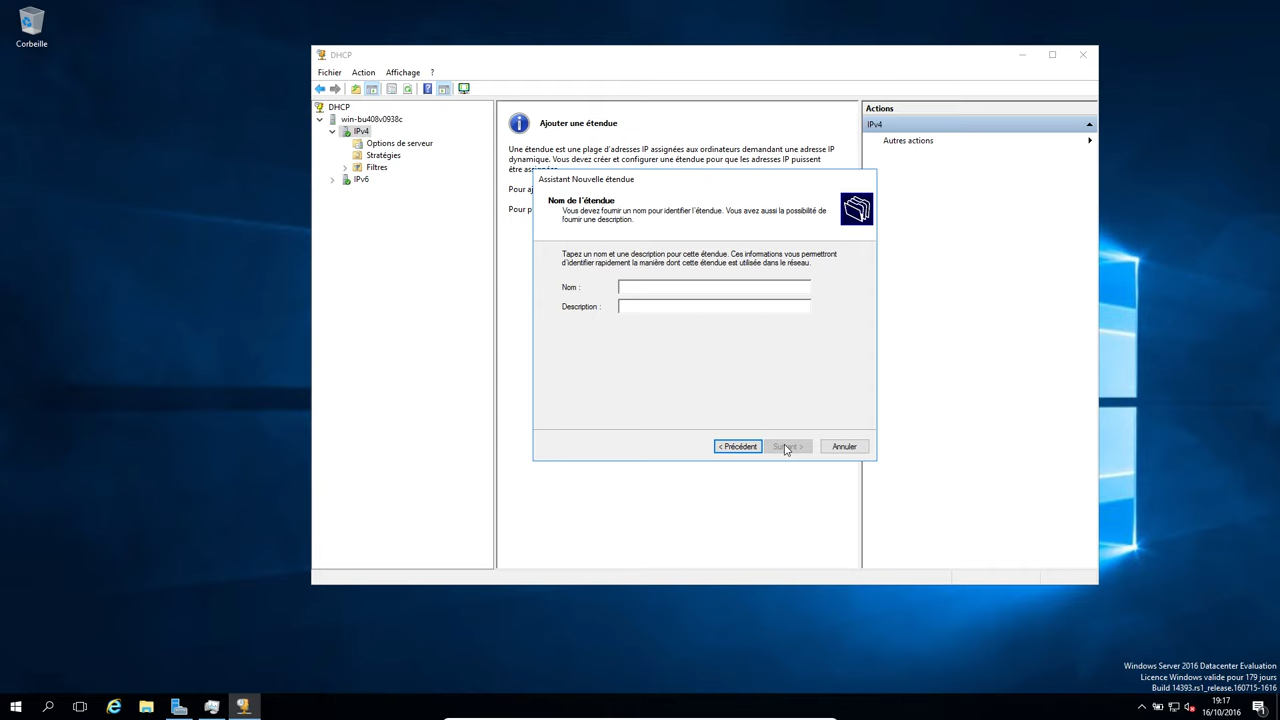 Corbeille
DHCP
Fichier Action Affichage ?
DHCP
win-bu408v0938c
IPv4
Options de serveur
Stratégies
Filtres
IPv6
Ajouter une étendue
Une étendue est une plage d'adresses IP assignées aux ordinateurs demandant une adresse IP
dynamique. Vous devez créer et configurer une étendue pour que les adresses IP puissent
être
Pour
Pour
Assistant Nouvelle étendue
Nom de l'étendue
Vous devez fournir un nom pour identifier l'étendue. Vous avez aussi la possibilité de
fournir une description.
Tapez un nom et une description pour cette étendue. Ces informations vous permettront
d'identifier rapidement la manière dont cette étendue est utilisée dans le réseau.
Nom :
Description :
< Précédent Suivant > Annuler
Actions
IPv4
Autres actions
Windows Server 2016 Datacenter Evaluation
Licence Windows valide pour 179 jours
Build 14393.rs1_release.160715-1616
19:17
16/10/2016
1